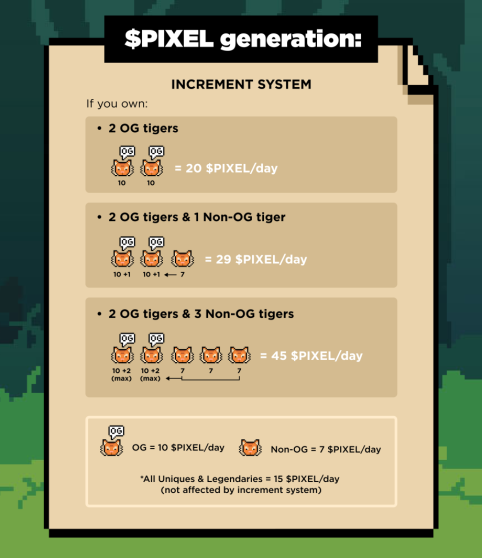 $PIXEL generation:
INCREMENT SYSTEM
If you own:
• 2 OG tigers
OG OG
= 20 $PIXEL/day
10 10
• 2 OG tigers & 1 Non-OG tiger
OG OG
= 29 $PIXEL/day
10 +1 10 +1 ← 7
• 2 OG tigers & 3 Non-OG tigers
OG OG
= 45 $PIXEL/day
10 +2 10 +2 7 7 7
(max) (max) ←
OG
OG = 10 $PIXEL/day Non-OG = 7 $PIXEL/day
*All Uniques & Legendaries = 15 $PIXEL/day
(not affected by increment system)